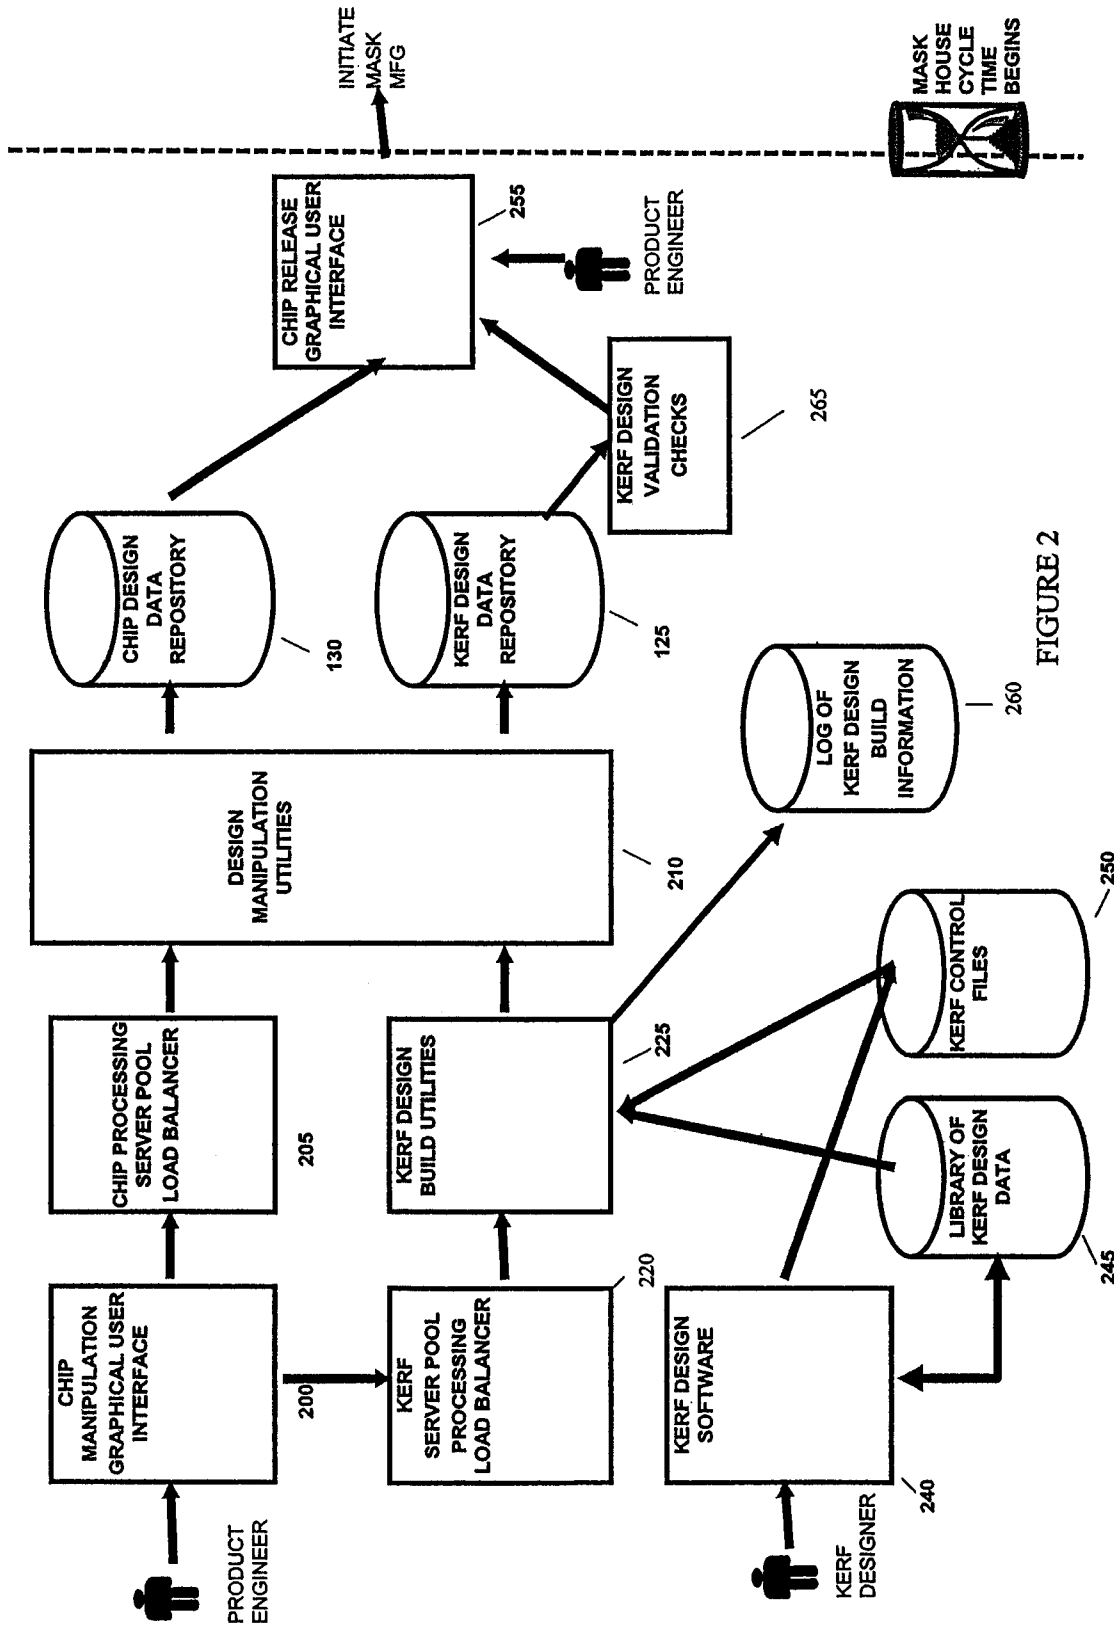 PRODUCT
ENGINEER
CHIP
MANIPULATION
GRAPHICAL USER
INTERFACE
200
CHIP PROCESSING
SERVER POOL
LOAD BALANCER
205
DESIGN
MANIPULATION
UTILITIES
210
CHIP DESIGN
DATA
REPOSITORY
130
CHIP RELEASE
GRAPHICAL USER
INTERFACE
255
INITIATE
MASK
MFG
KERF
SERVER POOL
PROCESSING
LOAD BALANCER
220
KERF DESIGN
BUILD UTILITIES
225
KERF DESIGN
DATA
REPOSITORY
125
KERF DESIGN
VALIDATION
CHECKS
265
PRODUCT
ENGINEER
KERF
DESIGNER
KERF DESIGN
SOFTWARE
240
LIBRARY OF
KERF DESIGN
DATA
245
KERF CONTROL
FILES
250
LOG OF
KERF DESIGN
BUILD
INFORMATION
260
MASK
HOUSE
CYCLE
TIME
BEGINS
FIGURE 2